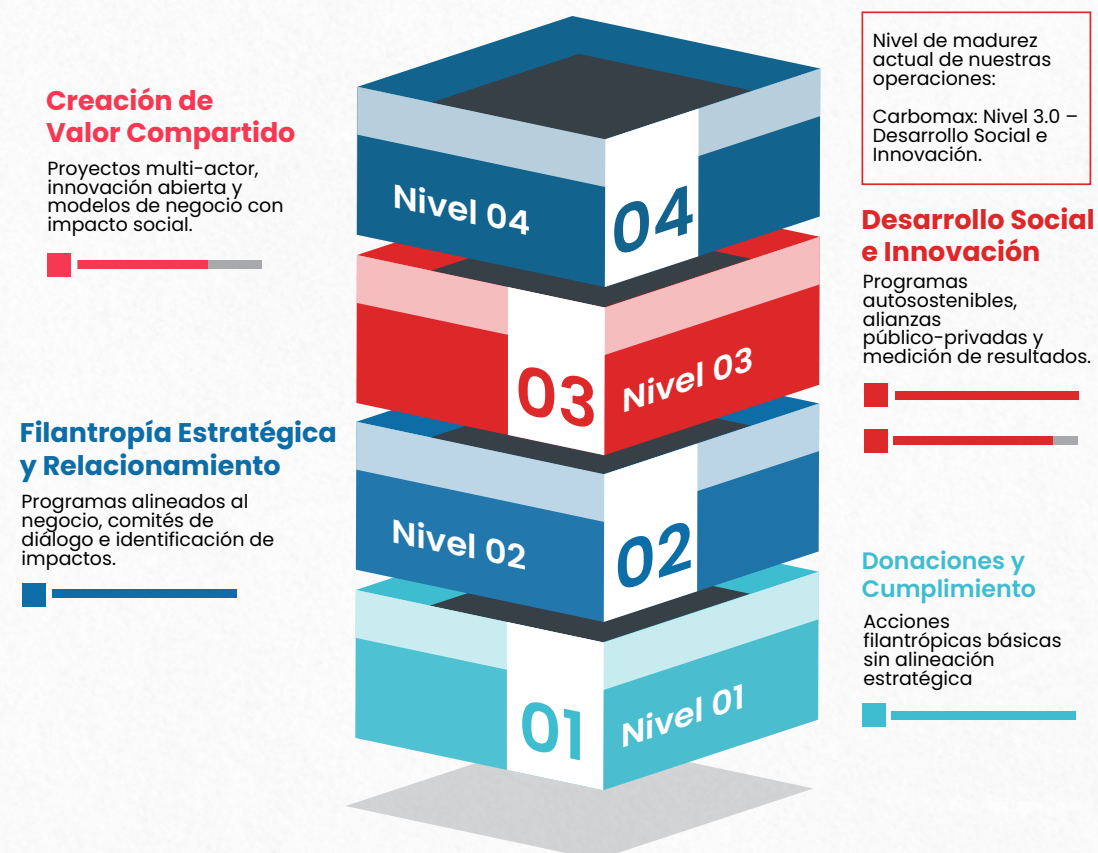 Creación de
Valor Compartido
Proyectos multi-actor,
innovación abierta y
modelos de negocio con
impacto social.
Filantropía Estratégica
y Relacionamiento
Programas alineados al
negocio, comités de
diálogo e identificación de
impactos.
Nivel 04
04
03
Nivel 03
Nivel 02
02
01
Nivel 01
Nivel de madurez
actual de nuestras
operaciones:
Carbomax: Nivel 3.0 –
Desarrollo Social e
Innovación.
Desarrollo Social
e Innovación
Programas
autosostenibles,
alianzas
público-privadas y
medición de resultados.
Donaciones y
Cumplimiento
Acciones
filantrópicas básicas
sin alineación
estratégica